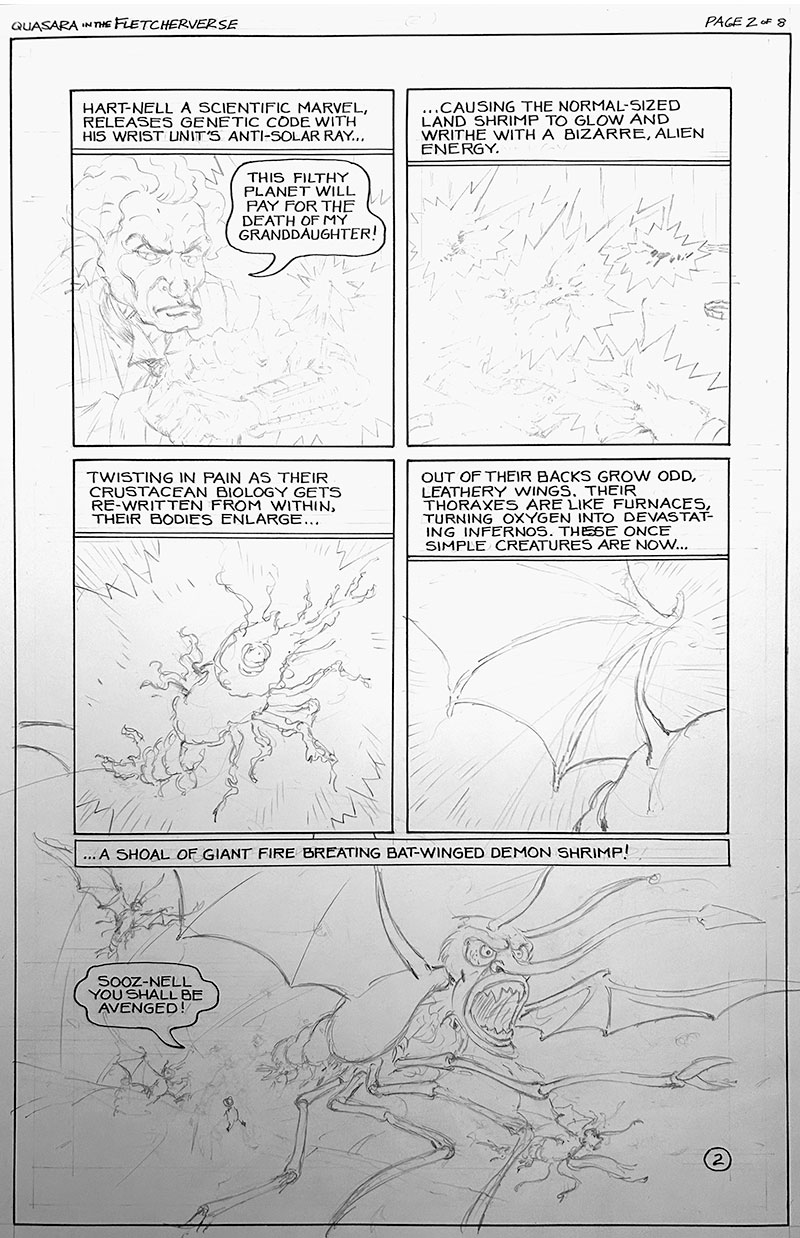 QUASARA IN THE FLETCHERVERSE
PAGE 2 OF 8
HART-NELL A SCIENTIFIC MARVEL,
RELEASES GENETIC CODE WITH
HIS WRIST UNIT'S ANTI-SOLAR RAY...
THIS FILTHY
PLANET WILL
PAY FOR THE
DEATH OF MY
GRANDDAUGHTER!
...CAUSING THE NORMAL-SIZED
LAND SHRIMP TO GLOW AND
WRITHE WITH A BIZARRE, ALIEN
ENERGY.
TWISTING IN PAIN AS THEIR
CRUSTACEAN BIOLOGY GETS
RE-WRITTEN FROM WITHIN,
THEIR BODIES ENLARGE...
OUT OF THEIR BACKS GROW ODD,
LEATHERY WINGS. THEIR
THORAXES ARE LIKE FURNACES,
TURNING OXYGEN INTO DEVASTAT-
ING INFERNOS. THESE ONCE
SIMPLE CREATURES ARE NOW...
...A SHOAL OF GIANT FIRE BREATING BAT-WINGED DEMON SHRIMP!
SOOZ-NELL
YOU SHALL BE
AVENGED!
2